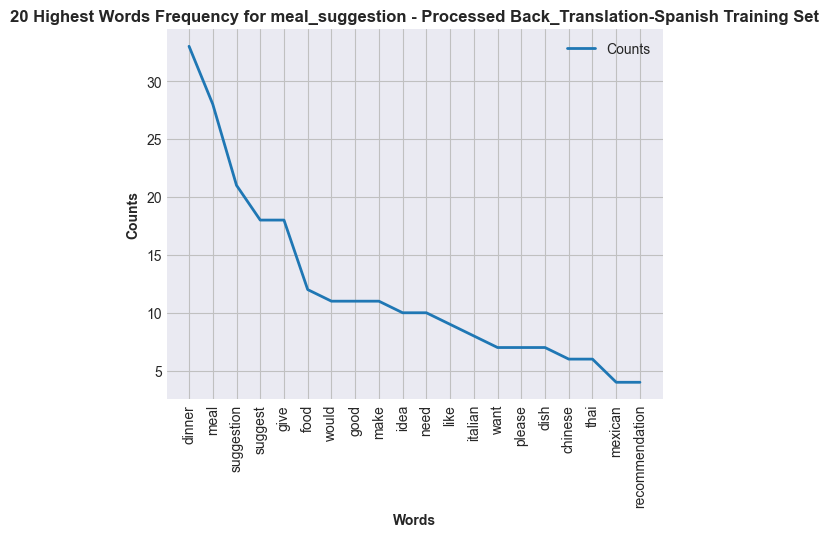 20 Highest Words Frequency for meal_suggestion - Processed Back_Translation-Spanish Training Set
Counts
Counts
30
25
20
15
10
5
dinner
meal
suggestion
suggest
give
food
would
good
make
idea
need
like
italian
want
please
dish
chinese
thai
mexican
recommendation
Words